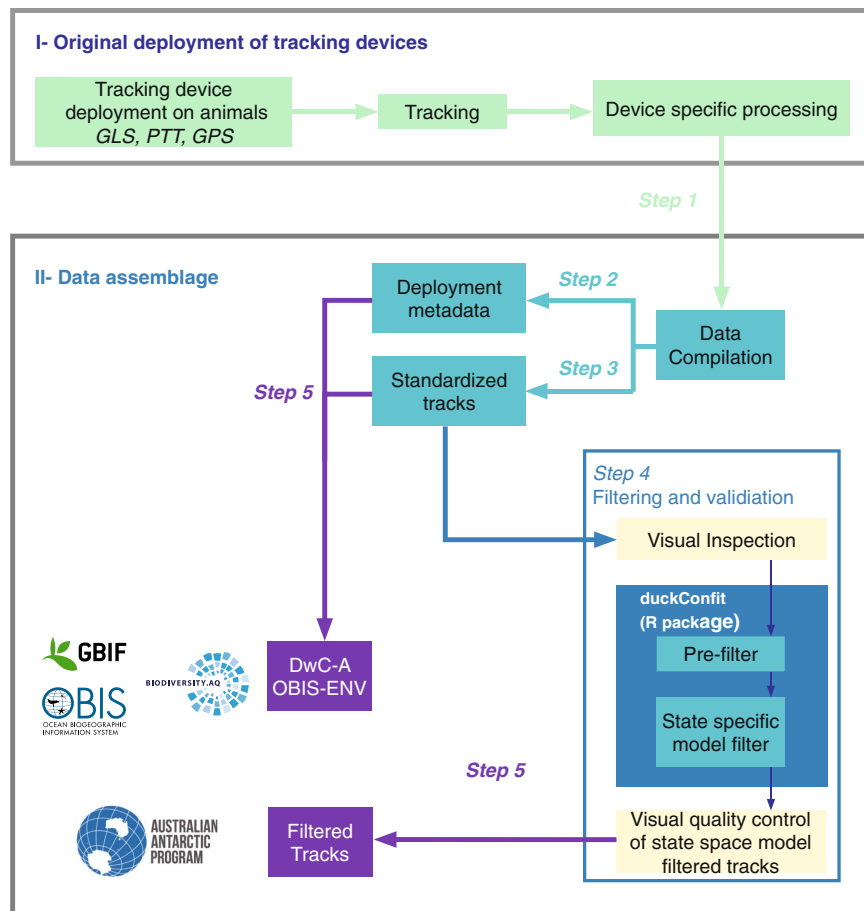 I- Original deployment of tracking devices
Tracking device
deployment on animals
GLS, PTT, GPS
Tracking
Device specific processing
Step 1
II- Data assemblage
Deployment
metadata
Step 2
Data
Compilation
Step 3
Standardized
tracks
Step 5
Step 4
Filtering and validiation
Visual Inspection
duckConfit
(R package)
Pre-filter
State specific
model filter
GBIF
BIODIVERSITY.AQ
OBIS
OCEAN BIOGEOGRAPHIC
INFORMATION SYSTEM
DwC-A
OBIS-ENV
Step 5
Visual quality control
of state space model
filtered tracks
Filtered
Tracks
AUSTRALIAN
ANTARCTIC
PROGRAM